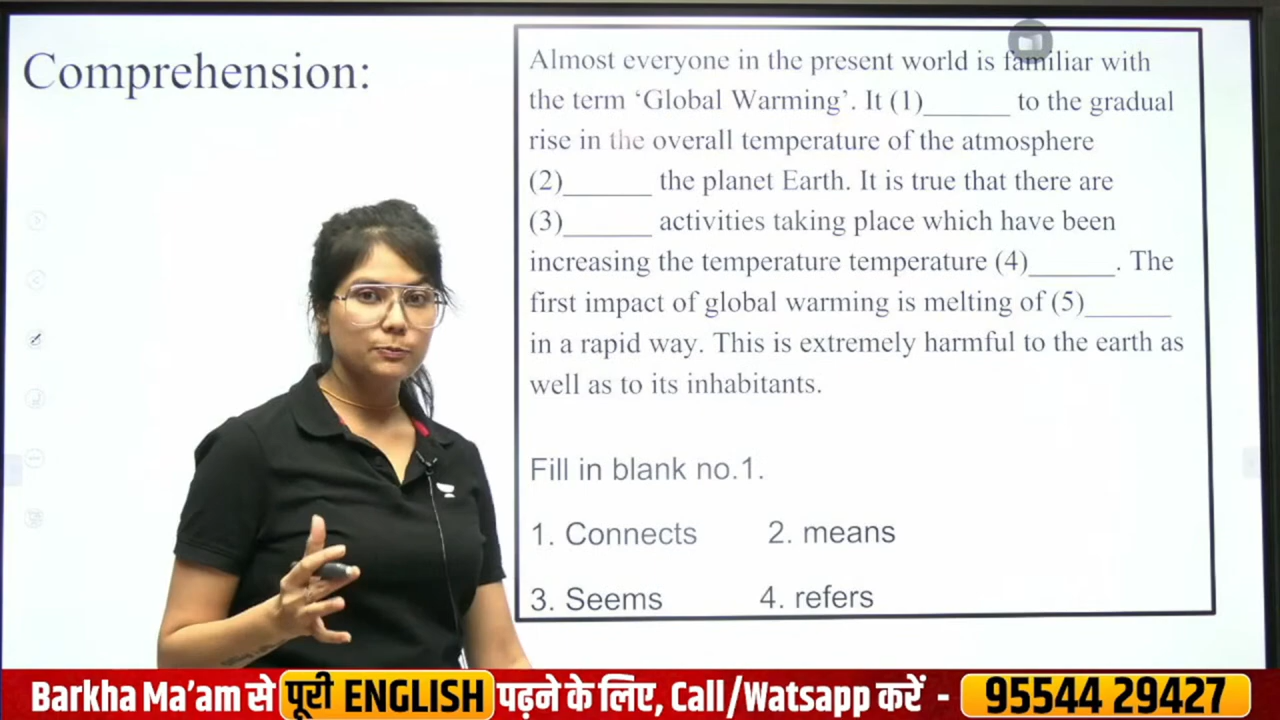 Comprehension:
Almost everyone in the present world is familiar with
the term ‘Global Warming’. It (1)______ to the gradual
rise in the overall temperature of the atmosphere
(2)______ the planet Earth. It is true that there are
(3)______ activities taking place which have been
increasing the temperature temperature (4)______. The
first impact of global warming is melting of (5)______
in a rapid way. This is extremely harmful to the earth as
well as to its inhabitants.
Fill in blank no.1.
1. Connects 2. means
3. Seems 4. refers
Barkha Ma’am से पूरी ENGLISH पढ़ने के लिए, Call/Watsapp करें - 95544 29427